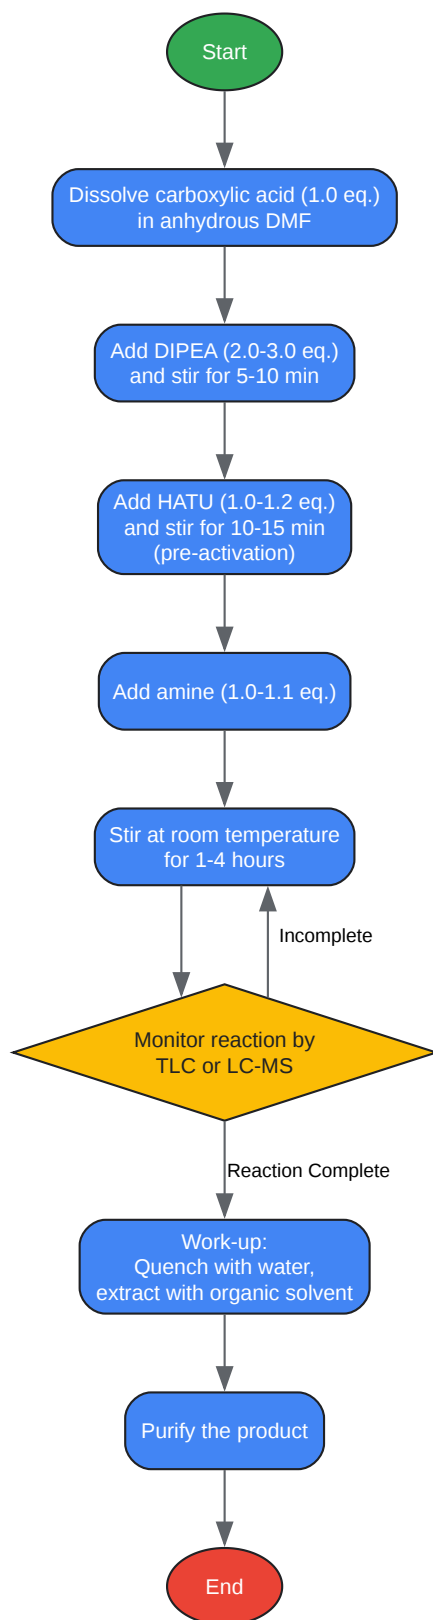 Start
Dissolve carboxylic acid (1.0 eq.)
in anhydrous DMF
Add DIPEA (2.0-3.0 eq.)
and stir for 5-10 min
Add HATU (1.0-1.2 eq.)
and stir for 10-15 min
(pre-activation)
Add amine (1.0-1.1 eq.)
Stir at room temperature
for 1-4 hours
Incomplete
Monitor reaction by
TLC or LC-MS
Reaction Complete
Work-up:
Quench with water,
extract with organic solvent
Purify the product
End